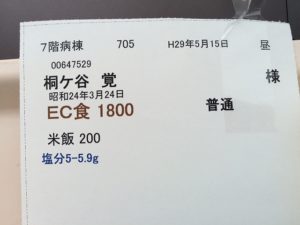 7階病棟 705 H29年5月15日 昼
00647529
桐ケ谷 覚 様
昭和24年3月24日
EC食 1800 普通
米飯 200
塩分5-5.9g